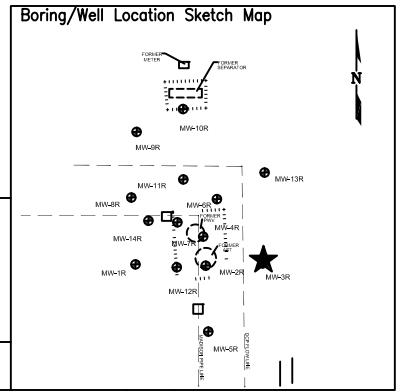 Boring/Well Location Sketch Map
FORMER
METER
FORMER
SEPARATOR
N
MW-10R
MW-9R
MW-13R
MW-11R
MW-8R
MW-6R
FORMER
MW-4R
MW-14R
MW-7R
FORMER
MW-1R
MW-2R
MW-3R
MW-12R
MW-5R